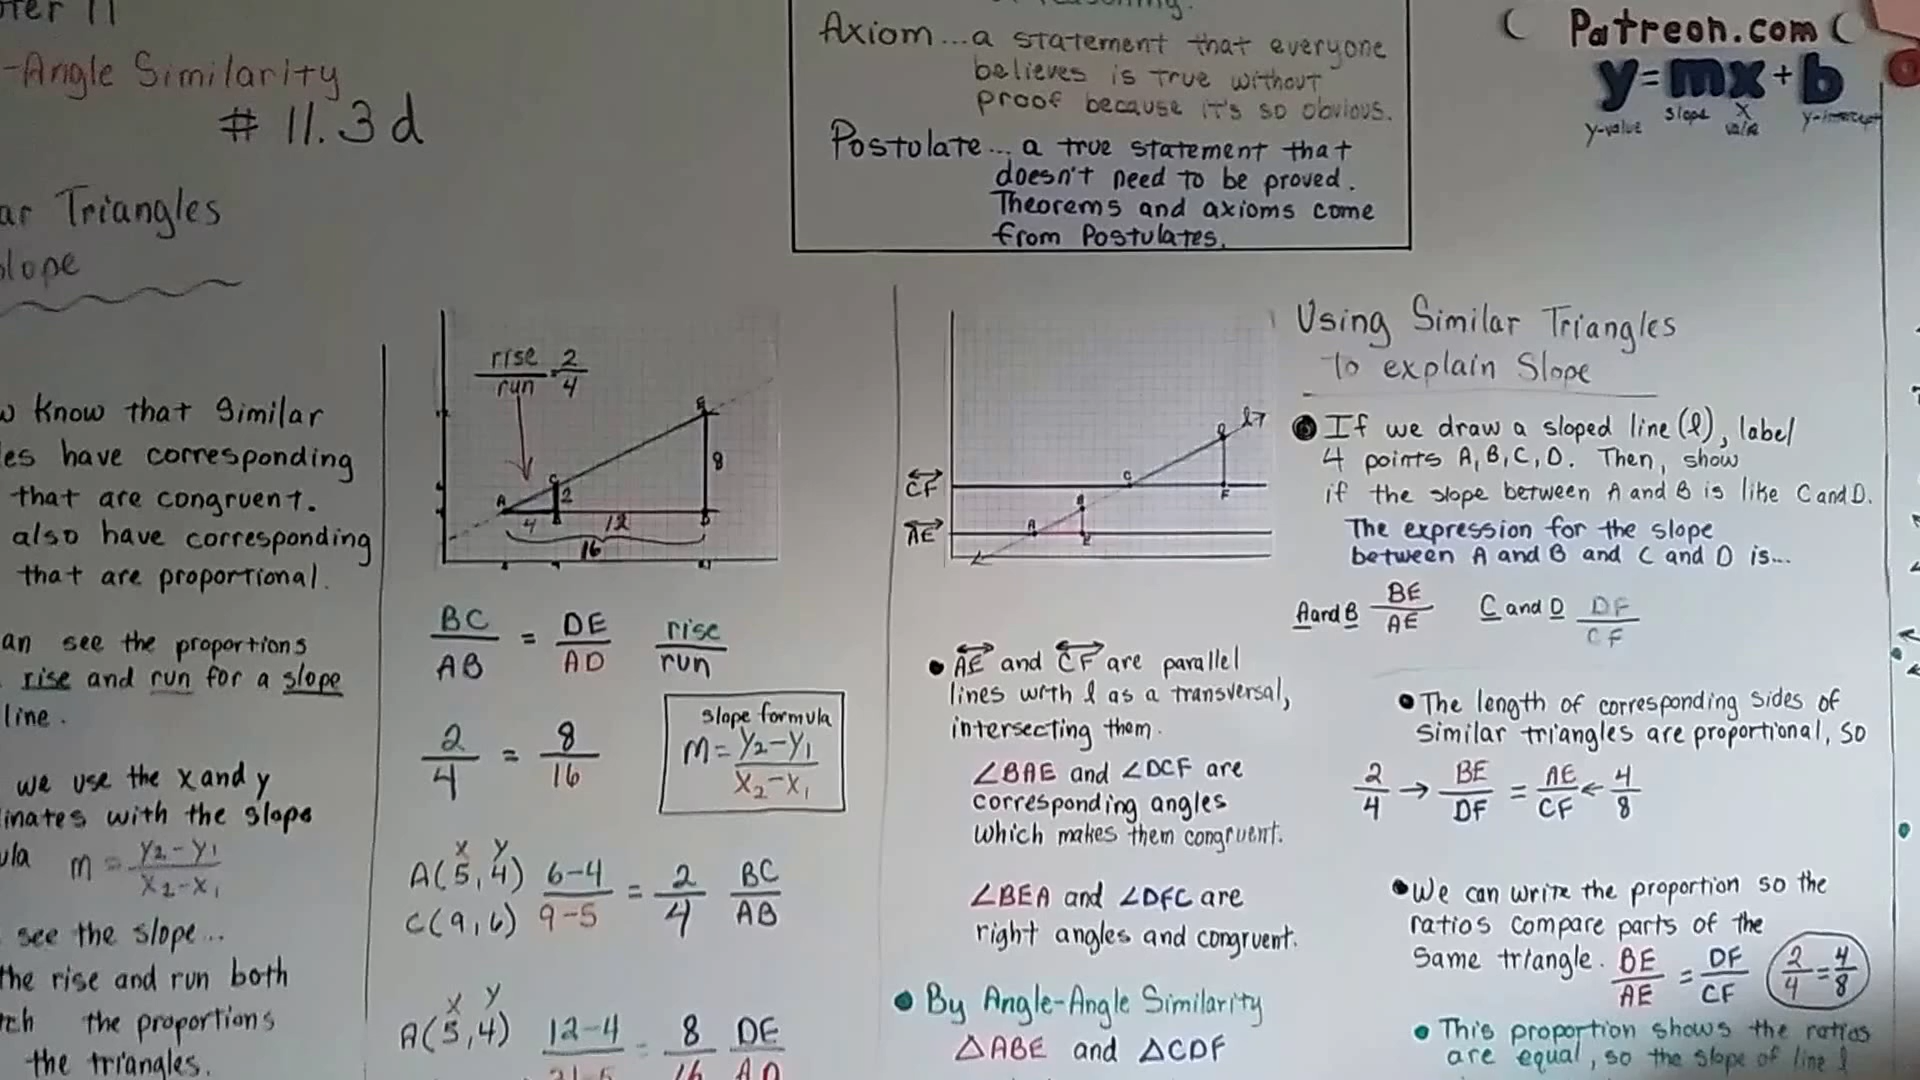 -Angle Similarity
# 11.3d
Triangles
Axiom...a statement that everyone
believes is true without
proof because it's so obvious.
Postulate... a true statement that
doesn't need to be proved.
Theorems and axioms come
from Postulates.
Patreon.com
y=mx+b
y-value slope x value y-intercept
know that Similar
have corresponding
that are congruent.
also have corresponding
that are proportional.
see the proportions
rise and run for a slope
line.
we use the x and y
with the slope
m = y2-y1
x2-x1
see the slope...
the rise and run both
the proportions
the triangles.
rise 2
run 4
A C E
2 8
4 12
16
BC = DE rise
AB AD run
2 = 8
4 16
slope formula
m= y2-y1
x2-x1
x y
A(5,4) 6-4 = 2 BC
C(9,6) 9-5 4 AB
x y
A(5,4) 12-4 = 8 DE
16 AD
CF
AE
A C F
AE and CF are parallel
lines with l as a transversal,
intersecting them.
∠BAE and ∠DCF are
corresponding angles
which makes them congruent.
∠BEA and ∠DFC are
right angles and congruent.
By Angle-Angle Similarity
△ABE and △CDF
Using Similar Triangles
to explain Slope
If we draw a sloped line (l), label
4 points A, B, C, D. Then, show
if the slope between A and B is like C and D.
The expression for the slope
between A and B and C and D is...
A and B BE C and D DF
AE CF
The length of corresponding sides of
similar triangles are proportional, so
2 → BE = AE ← 4
4 DF CF 8
We can write the proportion so the
ratios compare parts of the
same triangle. BE = DF 2 = 4
AE CF 4 8
This proportion shows the ratios
are equal, so the slope of line l